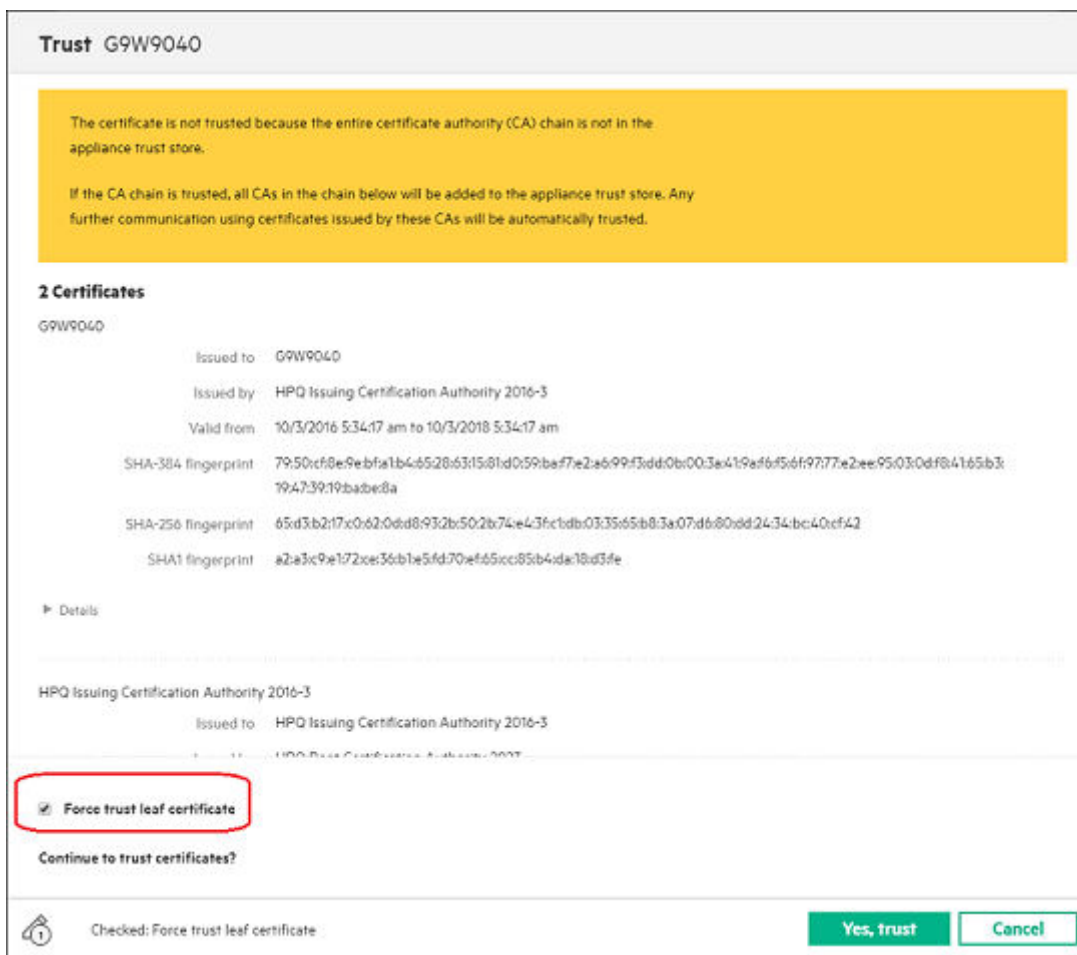 Trust G9W9040
The certificate is not trusted because the entire certificate authority (CA) chain is not in the
appliance trust store.
If the CA chain is trusted, all CAs in the chain below will be added to the appliance trust store. Any
further communication using certificates issued by these CAs will be automatically trusted.
2 Certificates
G9W9040
Issued to G9W9040
Issued by HPQ Issuing Certification Authority 2016-3
Valid from 10/3/2016 5:34:17 am to 10/3/2018 5:34:17 am
SHA-384 fingerprint 79:50:cf:8e:9e:bf:a1:b4:65:28:63:15:81:d0:59:ba:f7:e2:a6:99:f3:dd:0b:00:3a:41:9a:f6:f5:6f:97:77:e2:ee:95:03:0d:f8:41:65:b3:
19:47:39:19:ba:be:8a
SHA-256 fingerprint 65:d3:b2:17:c0:62:0d:d8:93:2b:50:2b:74:e4:3f:c1:db:03:35:65:b8:3a:07:d6:80:dd:24:34:bc:40:cf:42
SHA1 fingerprint a2:a3:c9:e1:72:ce:36:b1:e5:fd:70:ef:65:cc:85:b4:da:18:d3:fe
Details
HPQ Issuing Certification Authority 2016-3
Issued to HPQ Issuing Certification Authority 2016-3
Force trust leaf certificate
Continue to trust certificates?
1 Checked: Force trust leaf certificate
Yes, trust Cancel